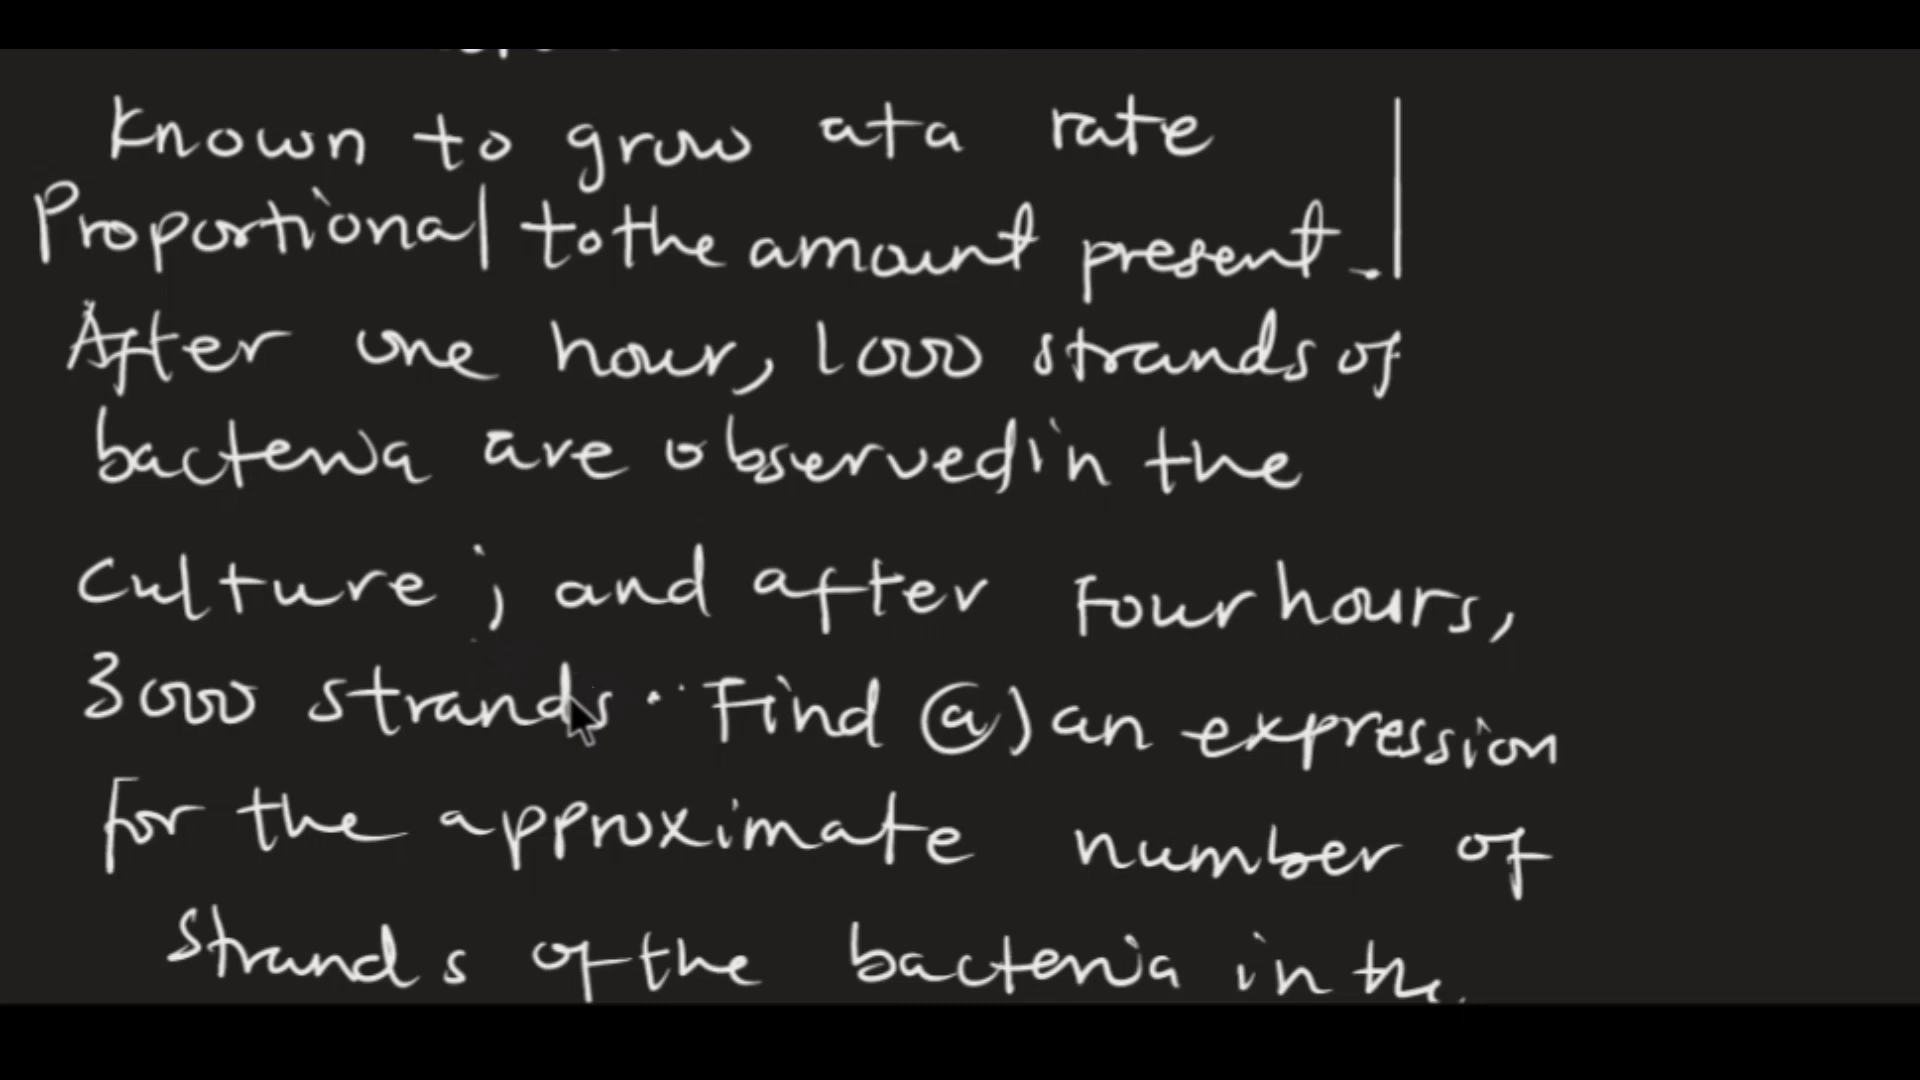 Known to grow at a rate
Proportional to the amount present.
After one hour, 1000 strands of
bacteria are observed in the
Culture; and after Four hours,
3000 strands. Find (a) an expression
for the approximate number of
Strands of the bacteria in the